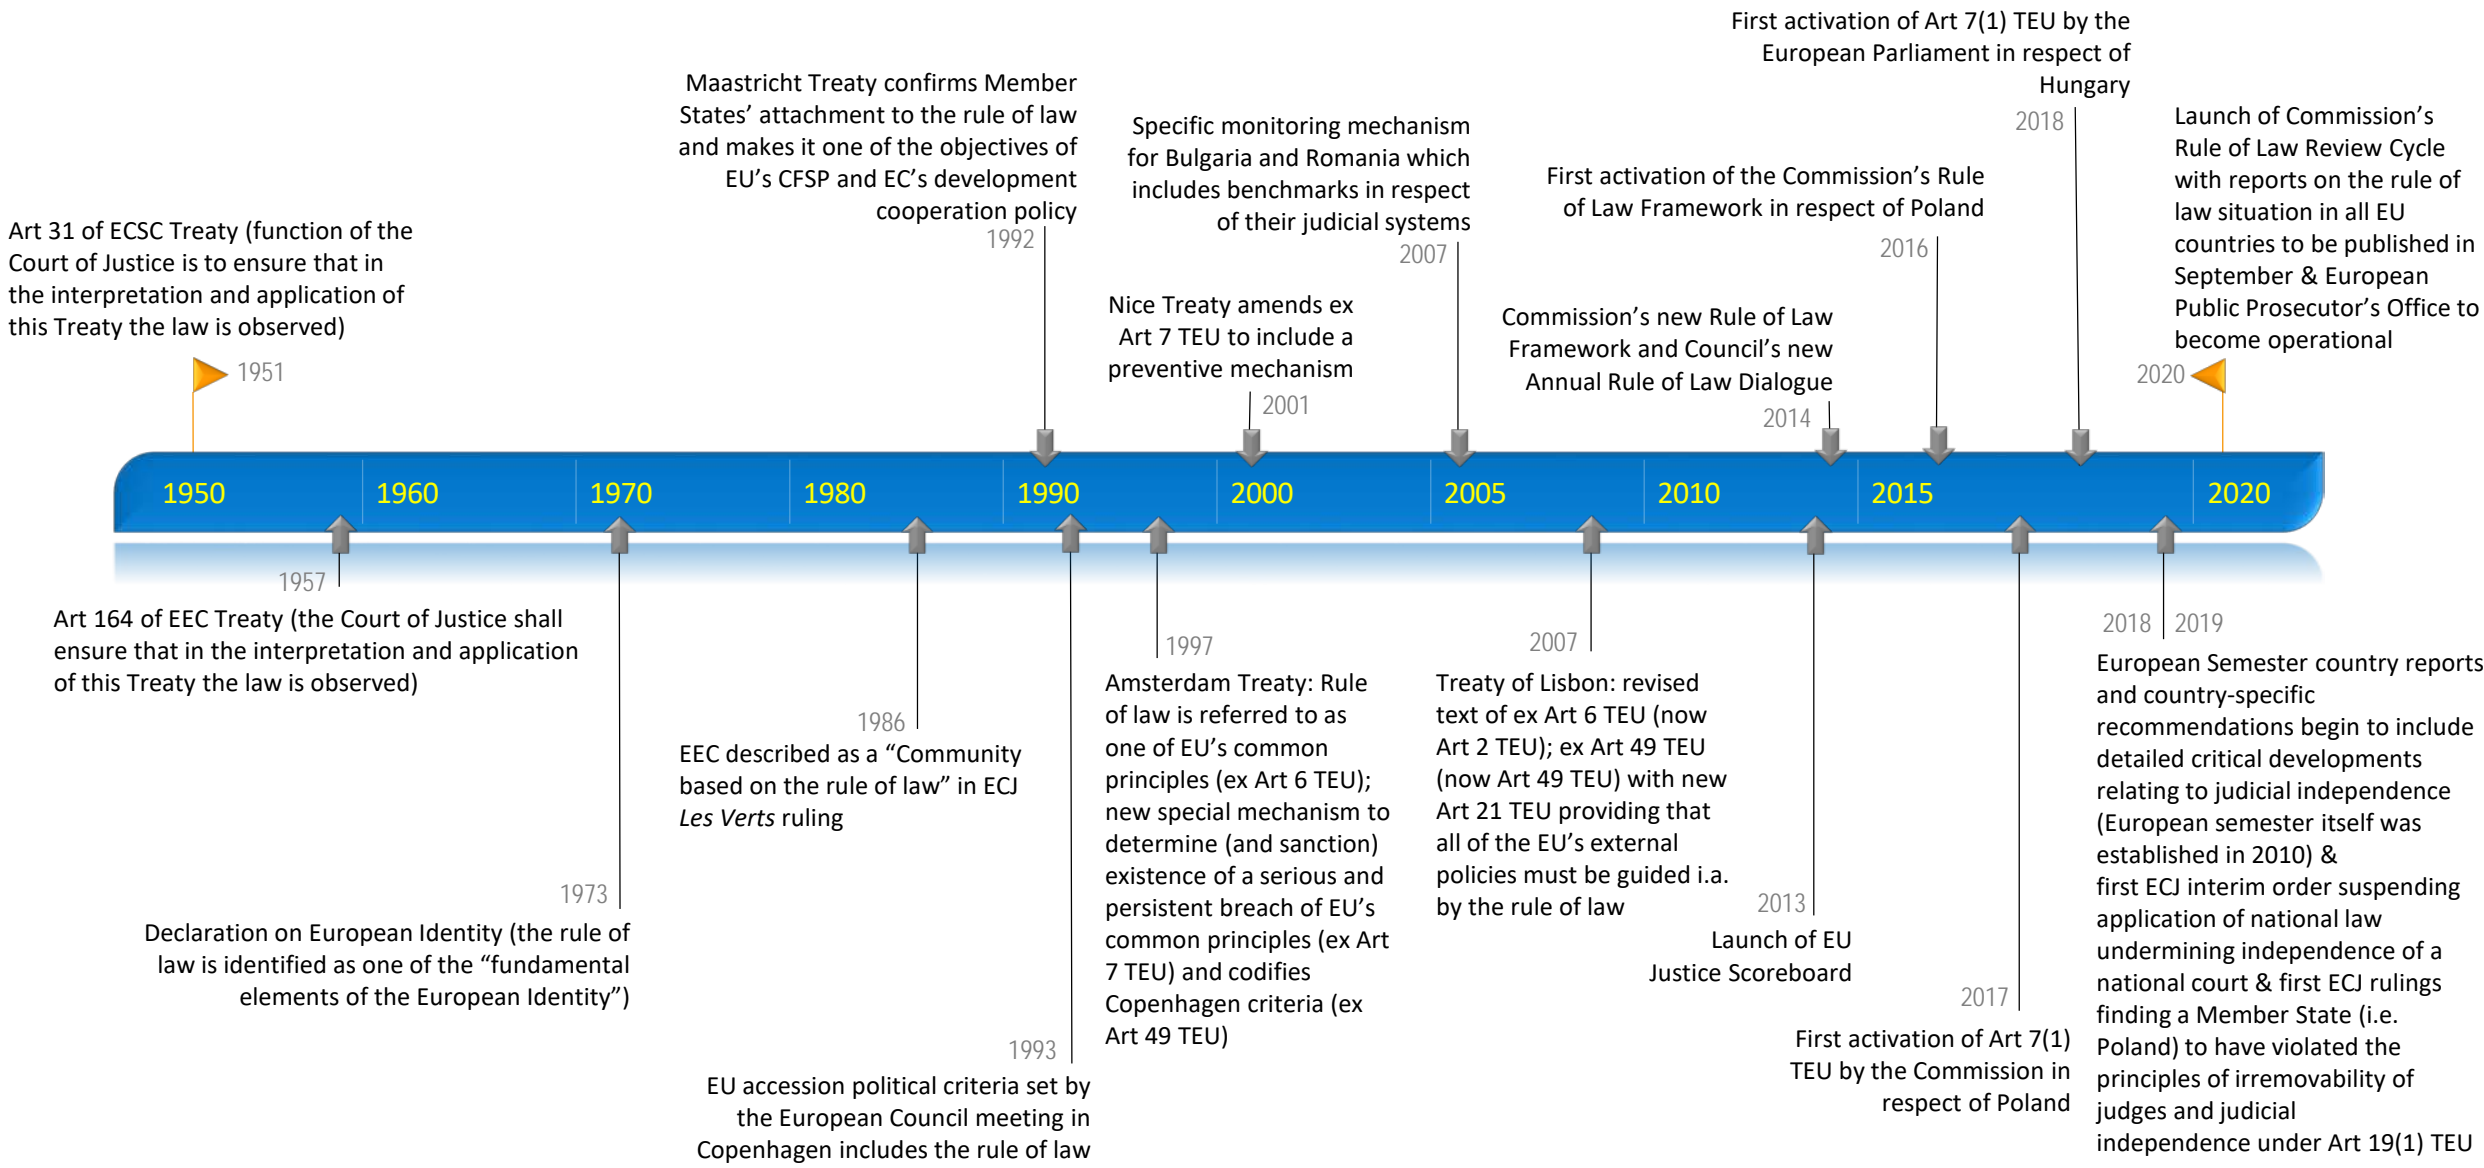 First activation of Art 7(1) TEU by the
European Parliament in respect of
Hungary
2018
Maastricht Treaty confirms Member
States’ attachment to the rule of law
and makes it one of the objectives of
EU’s CFSP and EC’s development
cooperation policy
1992
Specific monitoring mechanism
for Bulgaria and Romania which
includes benchmarks in respect
of their judicial systems
2007
First activation of the Commission’s Rule
of Law Framework in respect of Poland
2016
Launch of Commission’s
Rule of Law Review Cycle
with reports on the rule of
law situation in all EU
countries to be published in
September & European
Public Prosecutor’s Office to
become operational
2020
Art 31 of ECSC Treaty (function of the
Court of Justice is to ensure that in
the interpretation and application of
this Treaty the law is observed)
1951
Nice Treaty amends ex
Art 7 TEU to include a
preventive mechanism
2001
Commission’s new Rule of Law
Framework and Council’s new
Annual Rule of Law Dialogue
2014
1950 1960 1970 1980 1990 2000 2005 2010 2015 2020
1957
Art 164 of EEC Treaty (the Court of Justice shall
ensure that in the interpretation and application
of this Treaty the law is observed)
1973
Declaration on European Identity (the rule of
law is identified as one of the “fundamental
elements of the European Identity”)
1986
EEC described as a “Community
based on the rule of law” in ECJ
Les Verts ruling
1993
EU accession political criteria set by
the European Council meeting in
Copenhagen includes the rule of law
1997
Amsterdam Treaty: Rule
of law is referred to as
one of EU’s common
principles (ex Art 6 TEU);
new special mechanism to
determine (and sanction)
existence of a serious and
persistent breach of EU’s
common principles (ex Art
7 TEU) and codifies
Copenhagen criteria (ex
Art 49 TEU)
2007
Treaty of Lisbon: revised
text of ex Art 6 TEU (now
Art 2 TEU); ex Art 49 TEU
(now Art 49 TEU) with new
Art 21 TEU providing that
all of the EU’s external
policies must be guided i.a.
by the rule of law
2013
Launch of EU
Justice Scoreboard
2017
First activation of Art 7(1)
TEU by the Commission in
respect of Poland
2018 2019
European Semester country reports
and country-specific
recommendations begin to include
detailed critical developments
relating to judicial independence
(European semester itself was
established in 2010) &
first ECJ interim order suspending
application of national law
undermining independence of a
national court & first ECJ rulings
finding a Member State (i.e.
Poland) to have violated the
principles of irremovability of
judges and judicial
independence under Art 19(1) TEU